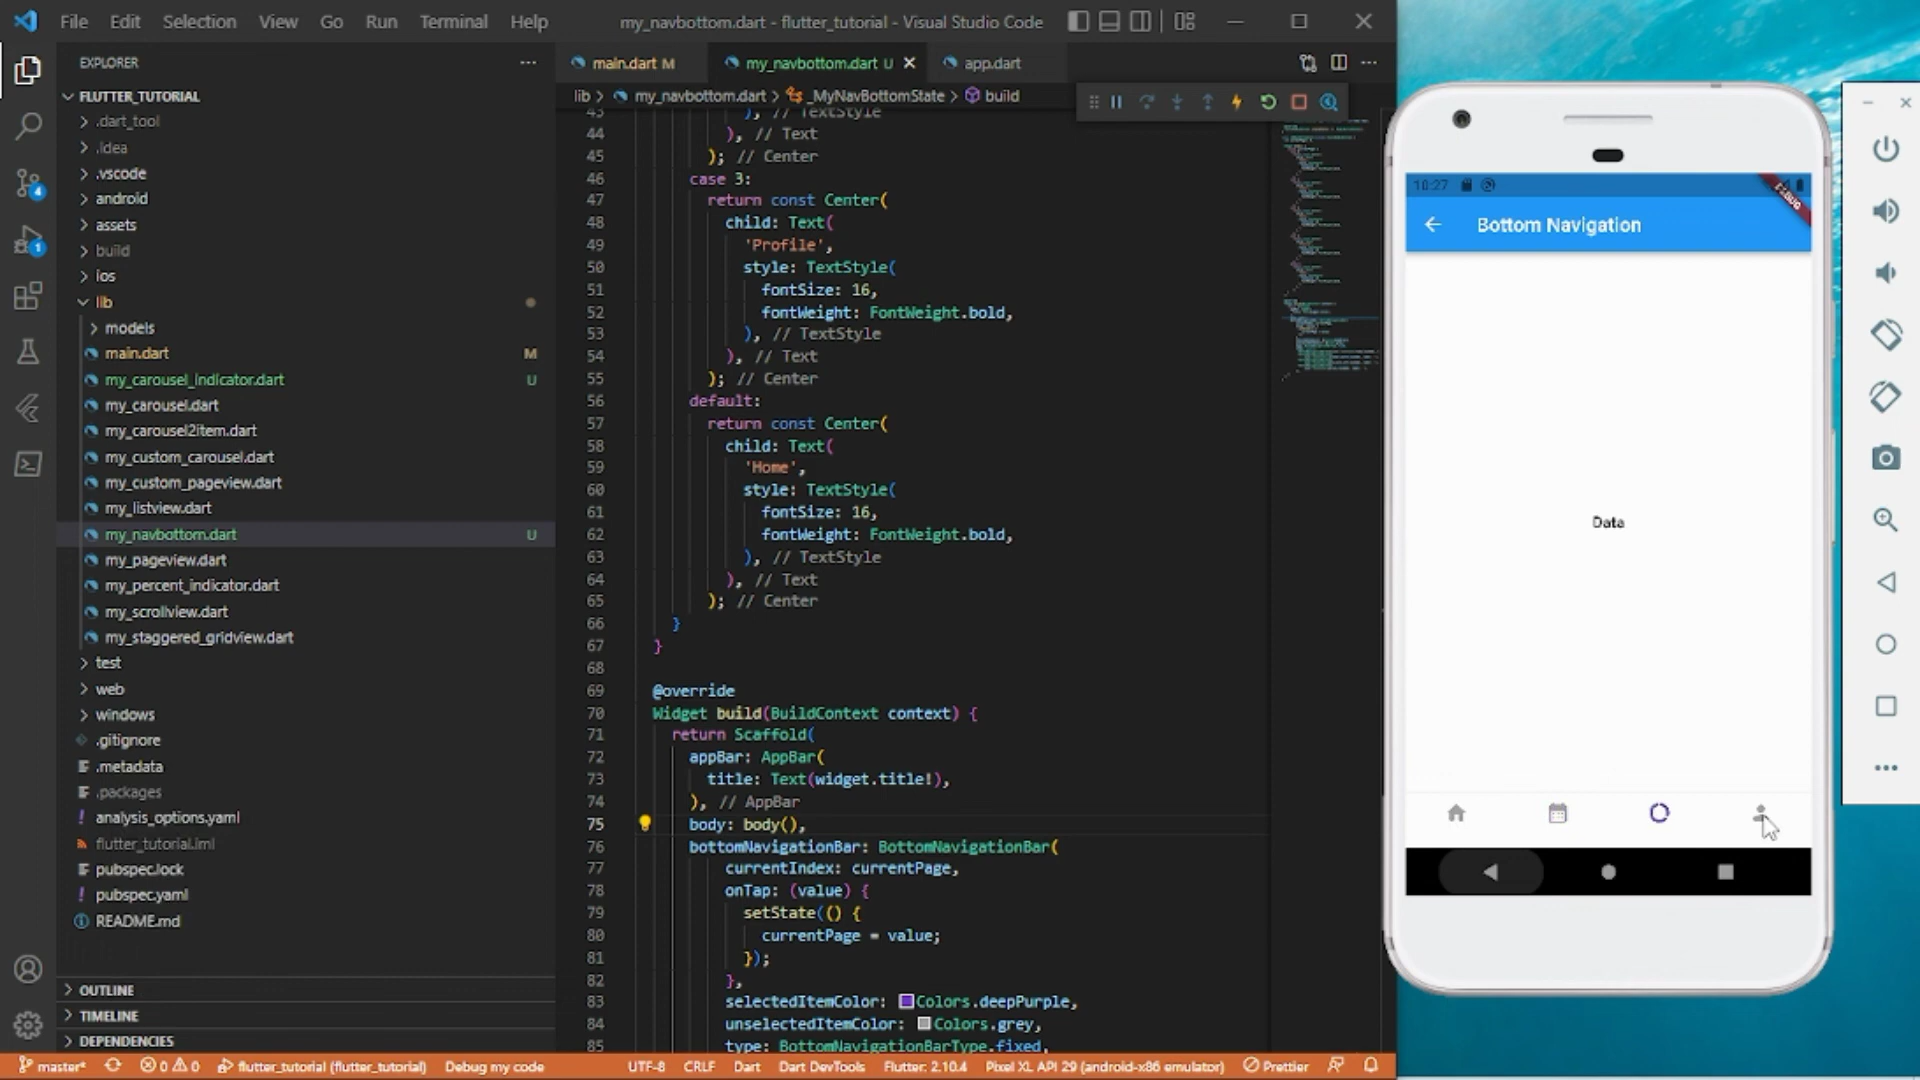 File Edit Selection View Go Run Terminal Help
my_navbottom.dart - flutter_tutorial - Visual Studio Code
EXPLORER
FLUTTER_TUTORIAL
.dart_tool
.idea
.vscode
android
assets
build
ios
lib
models
main.dart M
my_carousel_indicator.dart U
my_carousel.dart
my_carousel2item.dart
my_custom_carousel.dart
my_custom_pageview.dart
my_listview.dart
my_navbottom.dart U
my_pageview.dart
my_percent_indicator.dart
my_scrollview.dart
my_staggered_gridview.dart
test
web
windows
.gitignore
.metadata
.packages
analysis_options.yaml
flutter_tutorial.iml
pubspec.lock
pubspec.yaml
README.md
OUTLINE
TIMELINE
DEPENDENCIES
4
1
main.dart M my_navbottom.dart U app.dart
lib > my_navbottom.dart > _MyNavBottomState > build
43 ), // TextStyle
44 ), // Text
45 ); // Center
46 case 3:
47 return const Center(
48 child: Text(
49 'Profile',
50 style: TextStyle(
51 fontSize: 16,
52 fontWeight: FontWeight.bold,
53 ), // TextStyle
54 ), // Text
55 ); // Center
56 default:
57 return const Center(
58 child: Text(
59 'Home',
60 style: TextStyle(
61 fontSize: 16,
62 fontWeight: FontWeight.bold,
63 ), // TextStyle
64 ), // Text
65 ); // Center
66 }
67 }
68
69 @override
70 Widget build(BuildContext context) {
71 return Scaffold(
72 appBar: AppBar(
73 title: Text(widget.title!),
74 ), // AppBar
75 body: body(),
76 bottomNavigationBar: BottomNavigationBar(
77 currentIndex: currentPage,
78 onTap: (value) {
79 setState(() {
80 currentPage = value;
81 });
82 },
83 selectedItemColor: Colors.deepPurple,
84 unselectedItemColor: Colors.grey,
85 type: BottomNavigationBarType.fixed,
master* 0 0 flutter_tutorial (flutter_tutorial) Debug my code UTF-8 CRLF Dart Dart DevTools Flutter: 2.10.4 Pixel XL API 29 (android-x86 emulator) Prettier
10:27
DEBUG
Bottom Navigation
Data